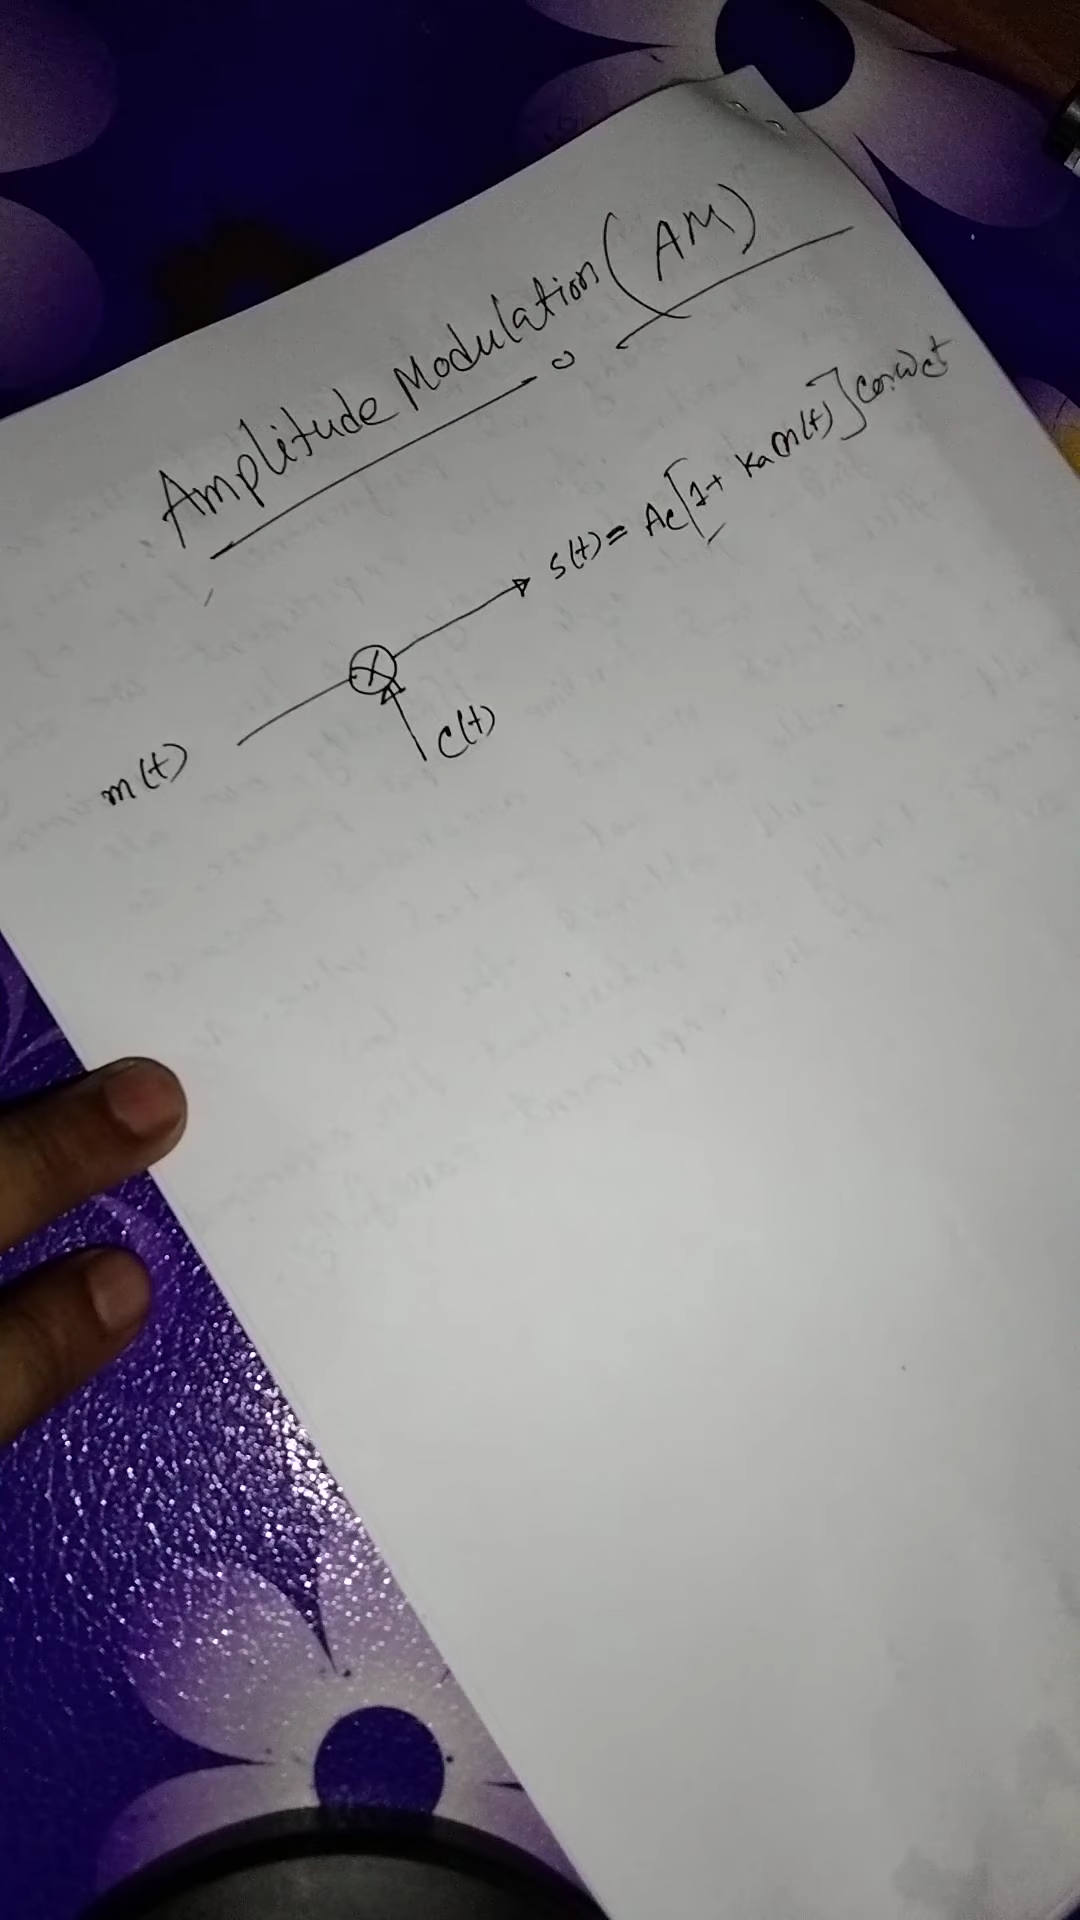 Amplitude Modulation (AM)
s(t) = Ac[1+ kam(t)] cosωct
m(t)
c(t)